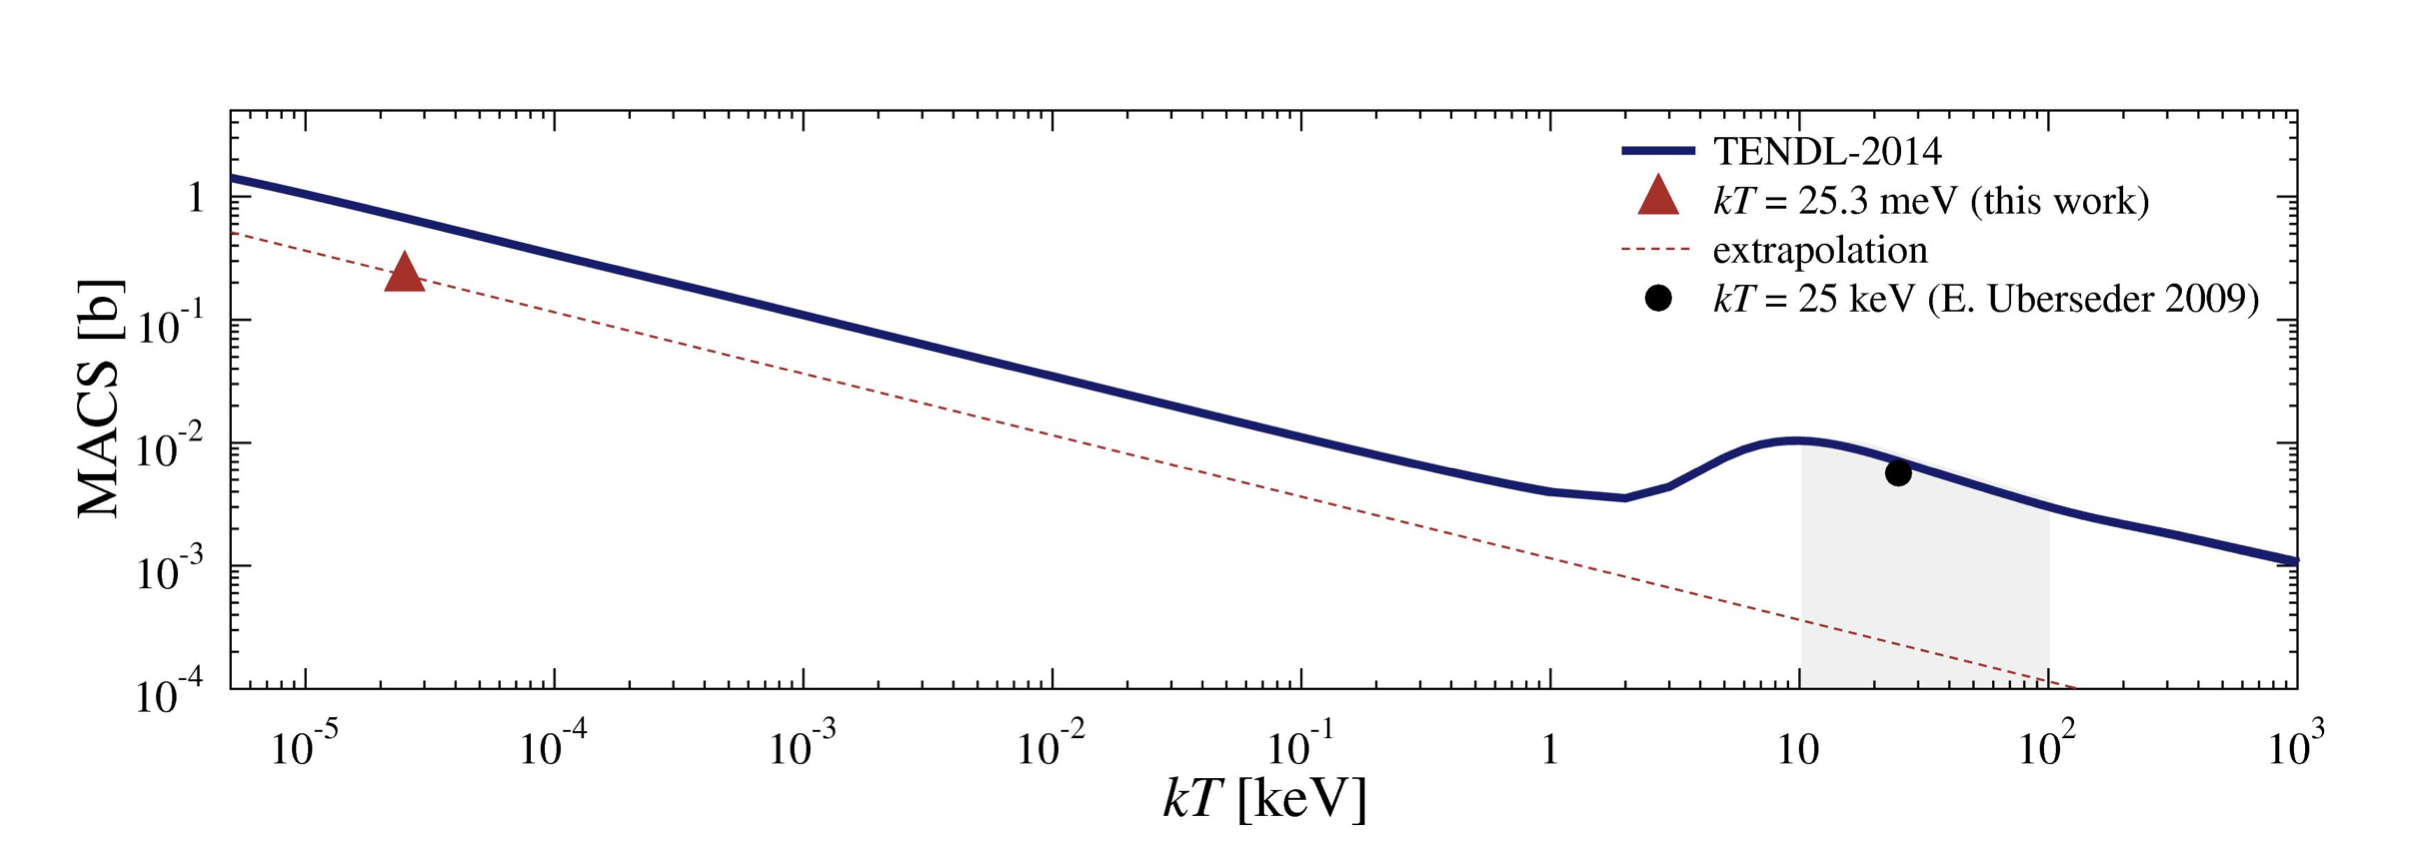 TENDL-2014
kT = 25.3 meV (this work)
extrapolation
kT = 25 keV (E. Uberseder 2009)
MACS [b]
1
10⁻¹
10⁻²
10⁻³
10⁻⁴
10⁻⁵ 10⁻⁴ 10⁻³ 10⁻² 10⁻¹ 1 10 10² 10³
kT [keV]